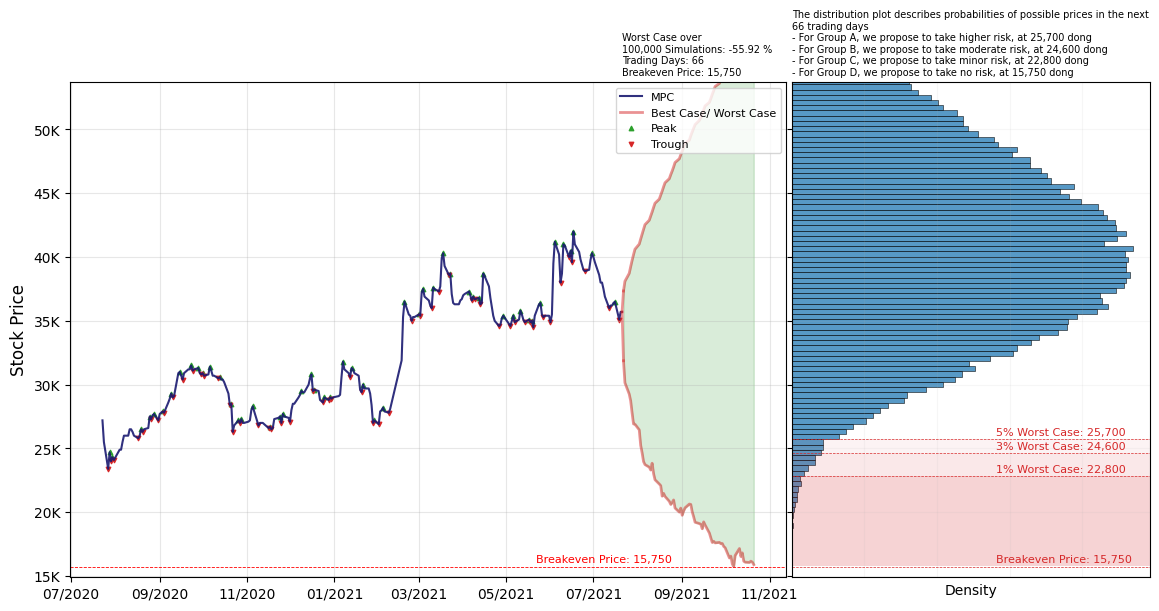 The distribution plot describes probabilities of possible prices in the next
66 trading days
- For Group A, we propose to take higher risk, at 25,700 dong
- For Group B, we propose to take moderate risk, at 24,600 dong
- For Group C, we propose to take minor risk, at 22,800 dong
- For Group D, we propose to take no risk, at 15,750 dong
Worst Case over
100,000 Simulations: -55.92 %
Trading Days: 66
Breakeven Price: 15,750
MPC
Best Case/ Worst Case
Peak
Trough
Stock Price
50K
45K
40K
35K
30K
25K
20K
15K
Breakeven Price: 15,750
07/2020
09/2020
11/2020
01/2021
03/2021
05/2021
07/2021
09/2021
11/2021
5% Worst Case: 25,700
3% Worst Case: 24,600
1% Worst Case: 22,800
Breakeven Price: 15,750
Density